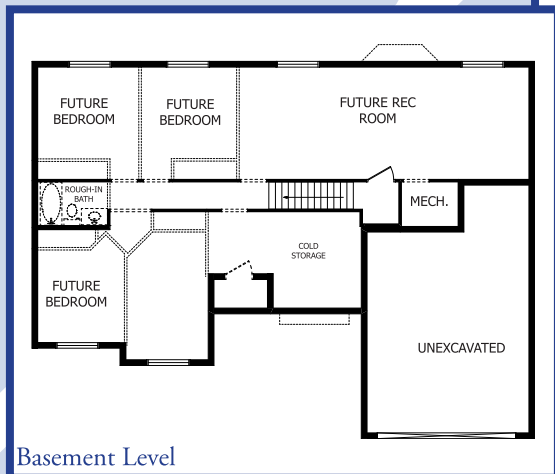 FUTURE
BEDROOM
FUTURE
BEDROOM
FUTURE REC
ROOM
ROUGH-IN
BATH
MECH.
COLD
STORAGE
FUTURE
BEDROOM
UNEXCAVATED
Basement Level